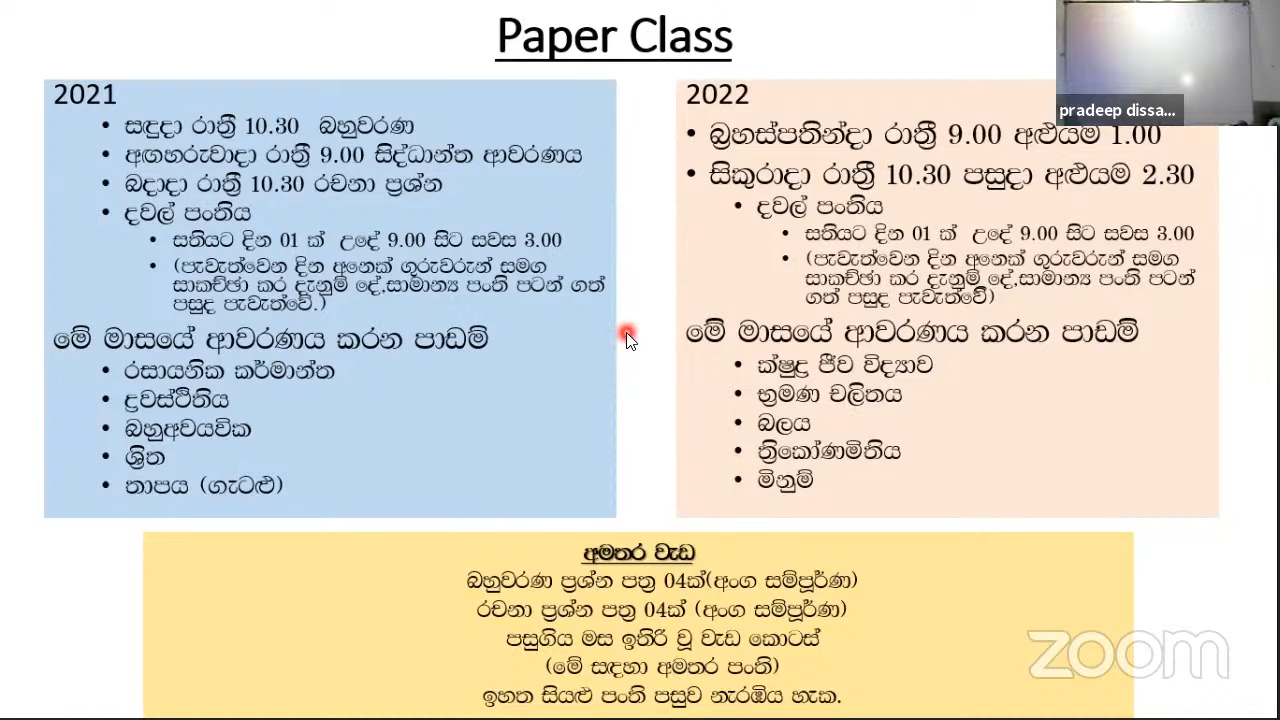 Paper Class
pradeep dissa...
2021
• සඳුදා රාත්‍රී 10.30 බහුවරණ
• අඟහරුවාදා රාත්‍රී 9.00 සිද්ධාන්ත ආවරණය
• බදාදා රාත්‍රී 10.30 රචනා ප්‍රශ්න
• දවල් පංතිය
• සතියට දින 01 ක් උදේ 9.00 සිට සවස 3.00
• (පැවැත්වෙන දින අනෙක් ගුරුවරුන් සමග
සාකච්ඡා කර දැනුම් දේ,සාමාන්‍ය පංති පටන් ගත්
පසුද පැවැත්වේ.)
මේ මාසයේ ආවරණය කරන පාඩම්
• රසායනික කර්මාන්ත
• ද්‍රවස්ථිතිය
• බහුඅවයවික
• ශ්‍රිත
• තාපය (ගැටළු)
2022
• බ්‍රහස්පතින්දා රාත්‍රී 9.00 අළුයම 1.00
• සිකුරාදා රාත්‍රී 10.30 පසුදා අළුයම 2.30
• දවල් පංතිය
• සතියට දින 01 ක් උදේ 9.00 සිට සවස 3.00
• (පැවැත්වෙන දින අනෙක් ගුරුවරුන් සමග
සාකච්ඡා කර දැනුම් දේ,සාමාන්‍ය පංති පටන්
ගත් පසුද පැවැත්වේ)
මේ මාසයේ ආවරණය කරන පාඩම්
• ක්ෂුද්‍ර ජීව විද්‍යාව
• භ්‍රමණ චලිතය
• බලය
• ත්‍රිකෝණමිතිය
• මිනුම්
අමතර වැඩ
බහුවරණ ප්‍රශ්න පත්‍ර 04ක්(අංග සම්පූර්ණ)
රචනා ප්‍රශ්න පත්‍ර 04ක් (අංග සම්පූර්ණ)
පසුගිය මස ඉතිරි වූ වැඩ කොටස්
(මේ සඳහා අමතර පංති)
ඉහත සියළු පංති පසුව නැරඹිය හැක.
zoom